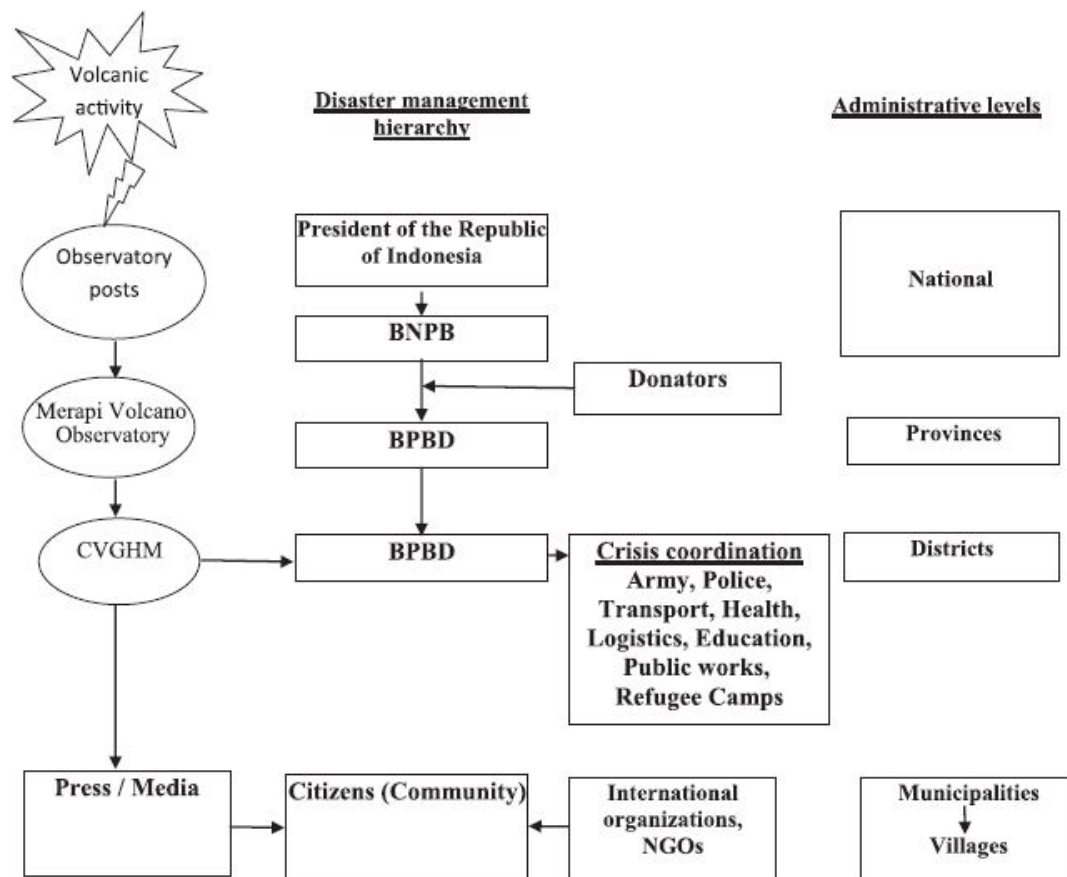 Volcanic
activity
Disaster management
hierarchy
Administrative levels
Observatory
posts
President of the Republic
of Indonesia
National
BNPB
Donators
Merapi Volcano
Observatory
BPBD
Provinces
CVGHM
BPBD
Crisis coordination
Army, Police,
Transport, Health,
Logistics, Education,
Public works,
Refugee Camps
Districts
Press / Media
Citizens (Community)
International
organizations,
NGOs
Municipalities
Villages